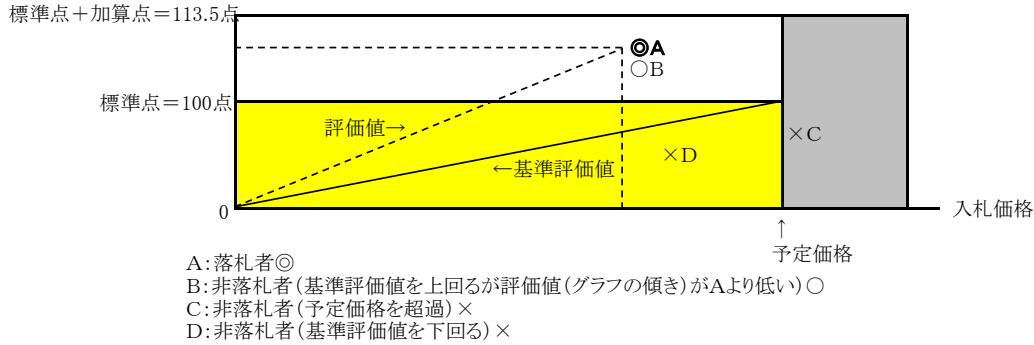 標準点＋加算点＝113.5点
◎A
○B
標準点＝100点
評価値→
×C
×D
←基準評価値
0
入札価格
↑
予定価格
A：落札者◎
B：非落札者（基準評価値を上回るが評価値（グラフの傾き）がAより低い）○
C：非落札者（予定価格を超過）×
D：非落札者（基準評価値を下回る）×